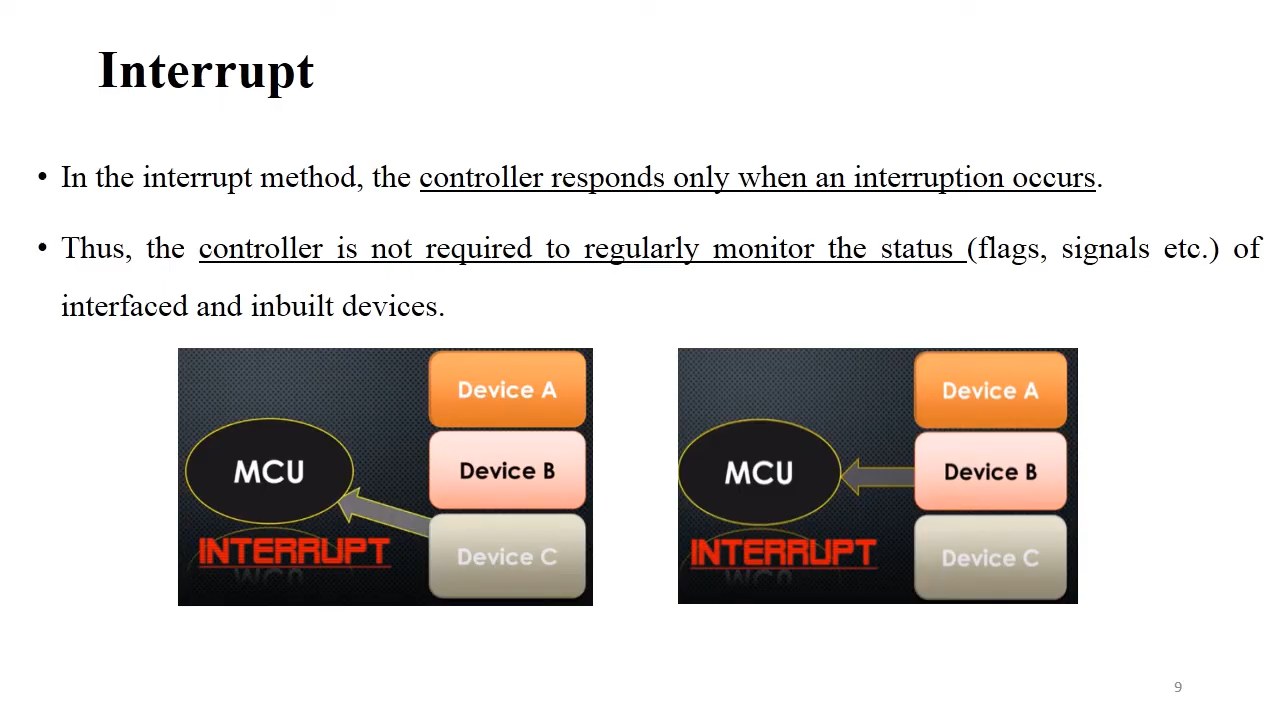 Interrupt
• In the interrupt method, the controller responds only when an interruption occurs.
• Thus, the controller is not required to regularly monitor the status (flags, signals etc.) of
interfaced and inbuilt devices.
Device A
MCU
Device B
INTERRUPT
Device C
Device A
MCU
Device B
INTERRUPT
Device C
9